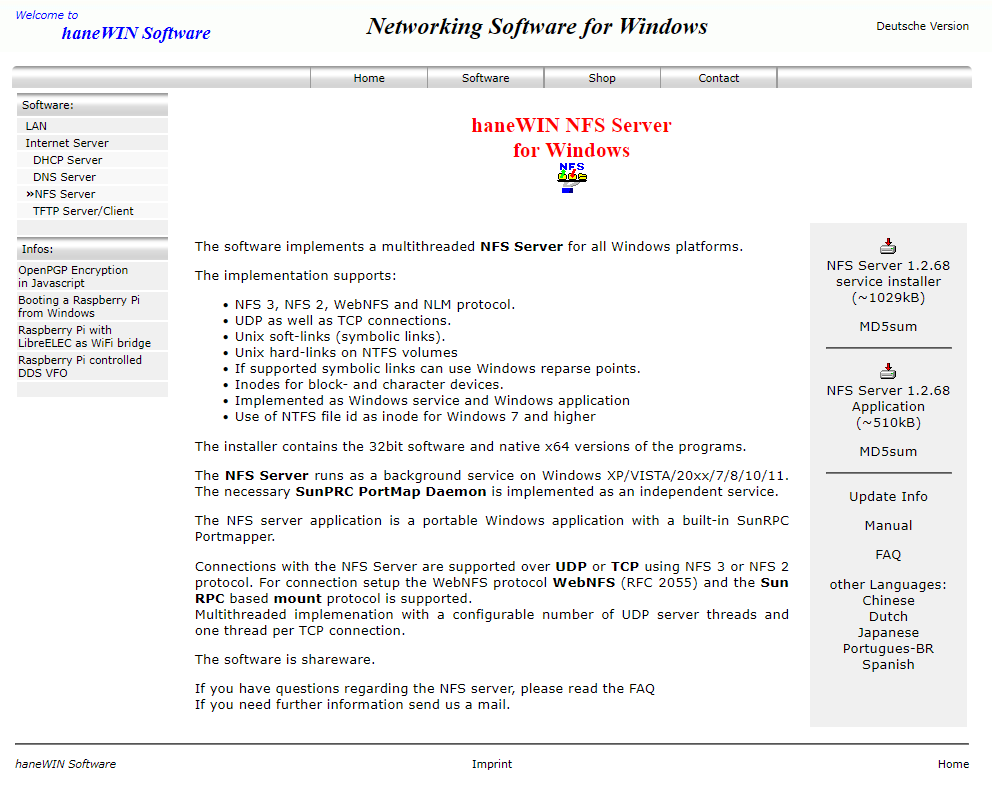 Welcome to
haneWIN Software
Networking Software for Windows
Deutsche Version
Home
Software
Shop
Contact
Software:
LAN
Internet Server
DHCP Server
DNS Server
»NFS Server
TFTP Server/Client
Infos:
OpenPGP Encryption
in Javascript
Booting a Raspberry Pi
from Windows
Raspberry Pi with
LibreELEC as WiFi bridge
Raspberry Pi controlled
DDS VFO
haneWIN NFS Server
for Windows
NFS
The software implements a multithreaded NFS Server for all Windows platforms.
The implementation supports:
• NFS 3, NFS 2, WebNFS and NLM protocol.
• UDP as well as TCP connections.
• Unix soft-links (symbolic links).
• Unix hard-links on NTFS volumes
• If supported symbolic links can use Windows reparse points.
• Inodes for block- and character devices.
• Implemented as Windows service and Windows application
• Use of NTFS file id as inode for Windows 7 and higher
The installer contains the 32bit software and native x64 versions of the programs.
The NFS Server runs as a background service on Windows XP/VISTA/20xx/7/8/10/11.
The necessary SunPRC PortMap Daemon is implemented as an independent service.
The NFS server application is a portable Windows application with a built-in SunRPC
Portmapper.
Connections with the NFS Server are supported over UDP or TCP using NFS 3 or NFS 2
protocol. For connection setup the WebNFS protocol WebNFS (RFC 2055) and the Sun
RPC based mount protocol is supported.
Multithreaded implemenation with a configurable number of UDP server threads and
one thread per TCP connection.
The software is shareware.
If you have questions regarding the NFS server, please read the FAQ
If you need further information send us a mail.
NFS Server 1.2.68
service installer
(~1029kB)
MD5sum
NFS Server 1.2.68
Application
(~510kB)
MD5sum
Update Info
Manual
FAQ
other Languages:
Chinese
Dutch
Japanese
Portugues-BR
Spanish
haneWIN Software
Imprint
Home